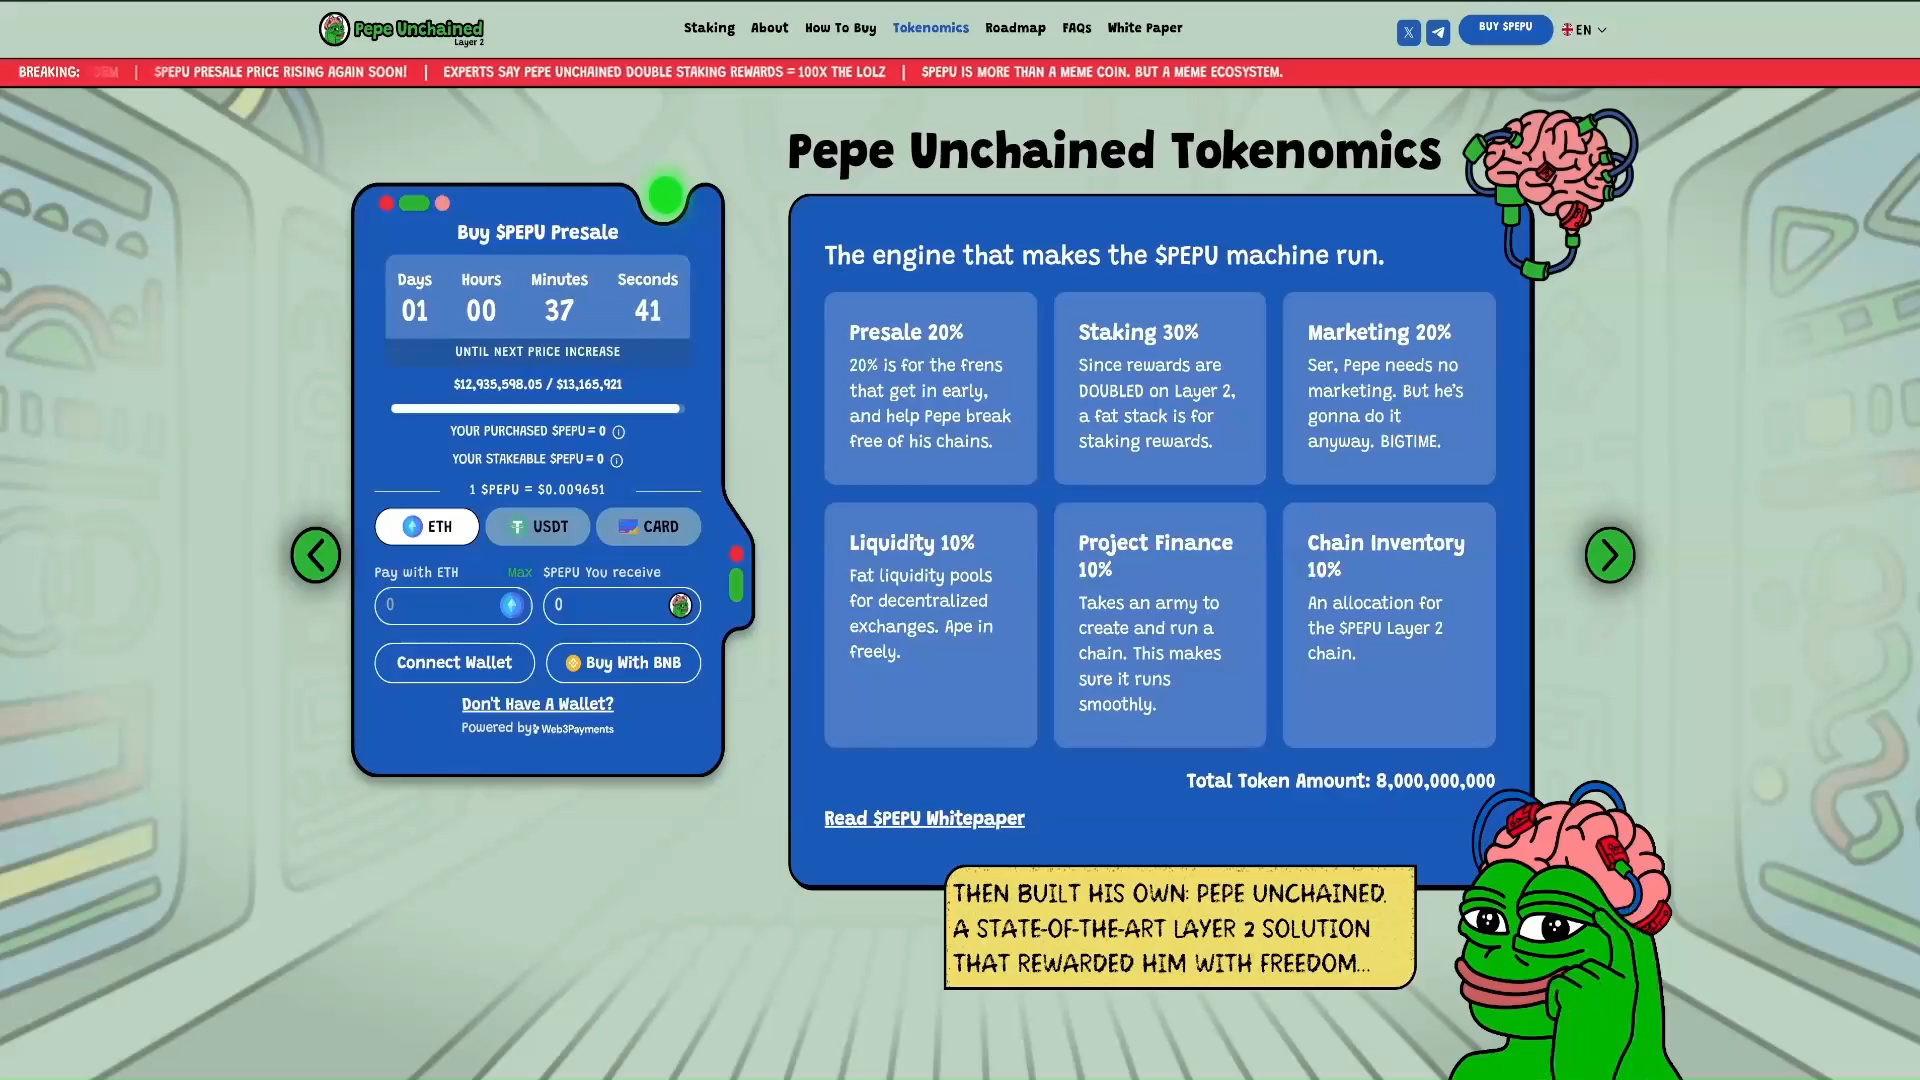 Pepe Unchained
Layer 2
Staking About How To Buy Tokenomics Roadmap FAQs White Paper
BUY $PEPU
EN
BREAKING: | $PEPU PRESALE PRICE RISING AGAIN SOON! | EXPERTS SAY PEPE UNCHAINED DOUBLE STAKING REWARDS = 100X THE LOLZ | $PEPU IS MORE THAN A MEME COIN. BUT A MEME ECOSYSTEM.
Buy $PEPU Presale
Days Hours Minutes Seconds
01 00 37 41
UNTIL NEXT PRICE INCREASE
$12,935,598.05 / $13,165,921
YOUR PURCHASED $PEPU = 0
YOUR STAKEABLE $PEPU = 0
1 $PEPU = $0.009651
ETH USDT CARD
Pay with ETH Max $PEPU You receive
0 0
Connect Wallet Buy With BNB
Don't Have A Wallet?
Powered by Web3Payments
Pepe Unchained Tokenomics
The engine that makes the $PEPU machine run.
Presale 20%
20% is for the frens
that get in early,
and help Pepe break
free of his chains.
Staking 30%
Since rewards are
DOUBLED on Layer 2,
a fat stack is for
staking rewards.
Marketing 20%
Ser, Pepe needs no
marketing. But he's
gonna do it
anyway. BIGTIME.
Liquidity 10%
Fat liquidity pools
for decentralized
exchanges. Ape in
freely.
Project Finance
10%
Takes an army to
create and run a
chain. This makes
sure it runs
smoothly.
Chain Inventory
10%
An allocation for
the $PEPU Layer 2
chain.
Total Token Amount: 8,000,000,000
Read $PEPU Whitepaper
THEN BUILT HIS OWN: PEPE UNCHAINED.
A STATE-OF-THE-ART LAYER 2 SOLUTION
THAT REWARDED HIM WITH FREEDOM...